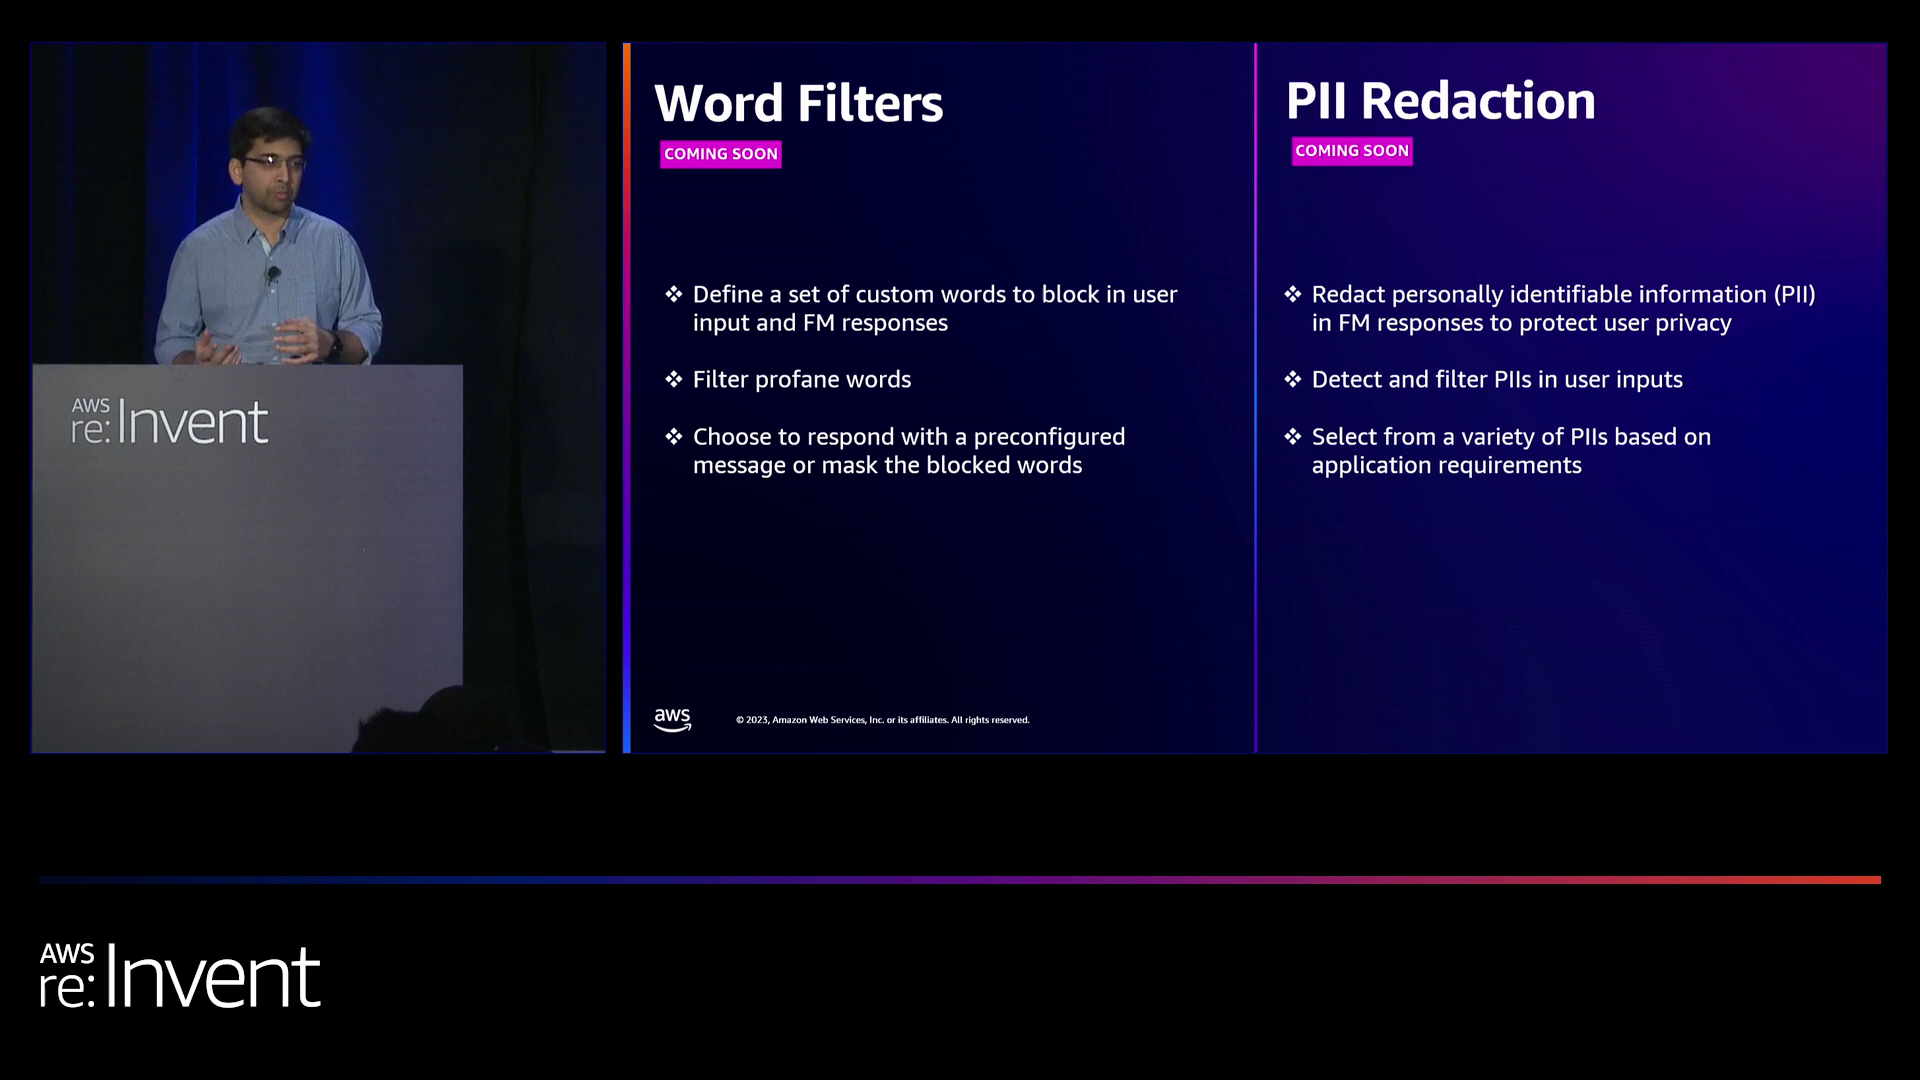 AWS
re:Invent
Word Filters
COMING SOON
❖ Define a set of custom words to block in user
input and FM responses
❖ Filter profane words
❖ Choose to respond with a preconfigured
message or mask the blocked words
aws
© 2023, Amazon Web Services, Inc. or its affiliates. All rights reserved.
PII Redaction
COMING SOON
❖ Redact personally identifiable information (PII)
in FM responses to protect user privacy
❖ Detect and filter PIIs in user inputs
❖ Select from a variety of PIIs based on
application requirements
AWS
re:Invent